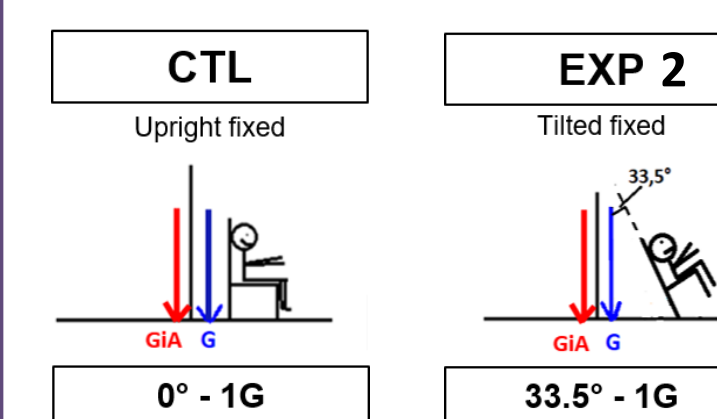 CTL
Upright fixed
GiA G
0° - 1G
EXP 2
Tilted fixed
33,5°
GiA G
33.5° - 1G